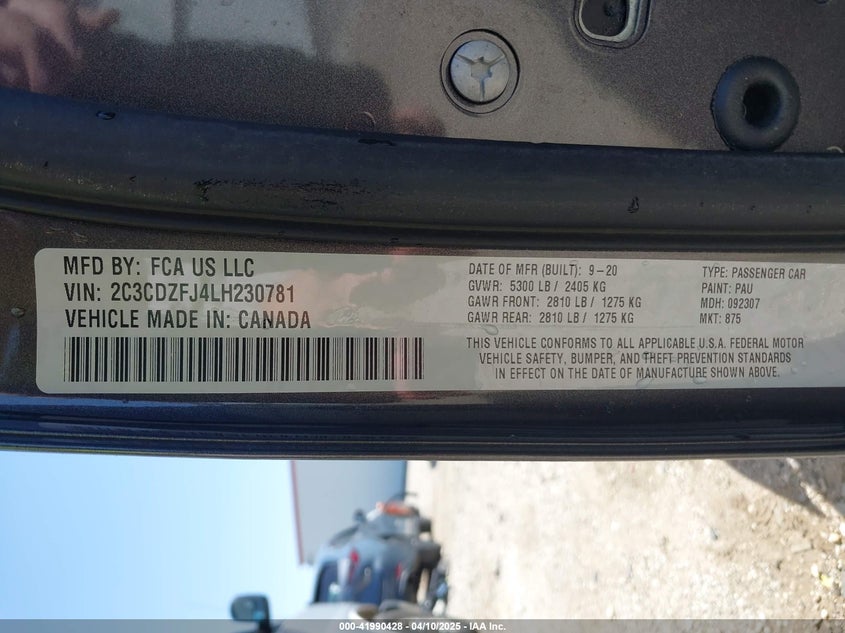 MFD BY: FCA US LLC
VIN: 2C3CDZFJ4LH230781
VEHICLE MADE IN: CANADA
DATE OF MFR (BUILT): 9-20
GVWR: 5300 LB / 2405 KG
GAWR FRONT: 2810 LB / 1275 KG
GAWR REAR: 2810 LB / 1275 KG
TYPE: PASSENGER CAR
PAINT: PAU
MDH: 092307
MKT: 875
THIS VEHICLE CONFORMS TO ALL APPLICABLE U.S.A. FEDERAL MOTOR
VEHICLE SAFETY, BUMPER, AND THEFT PREVENTION STANDARDS
IN EFFECT ON THE DATE OF MANUFACTURE SHOWN ABOVE.
000-41990428 - 04/10/2025 - IAA Inc.